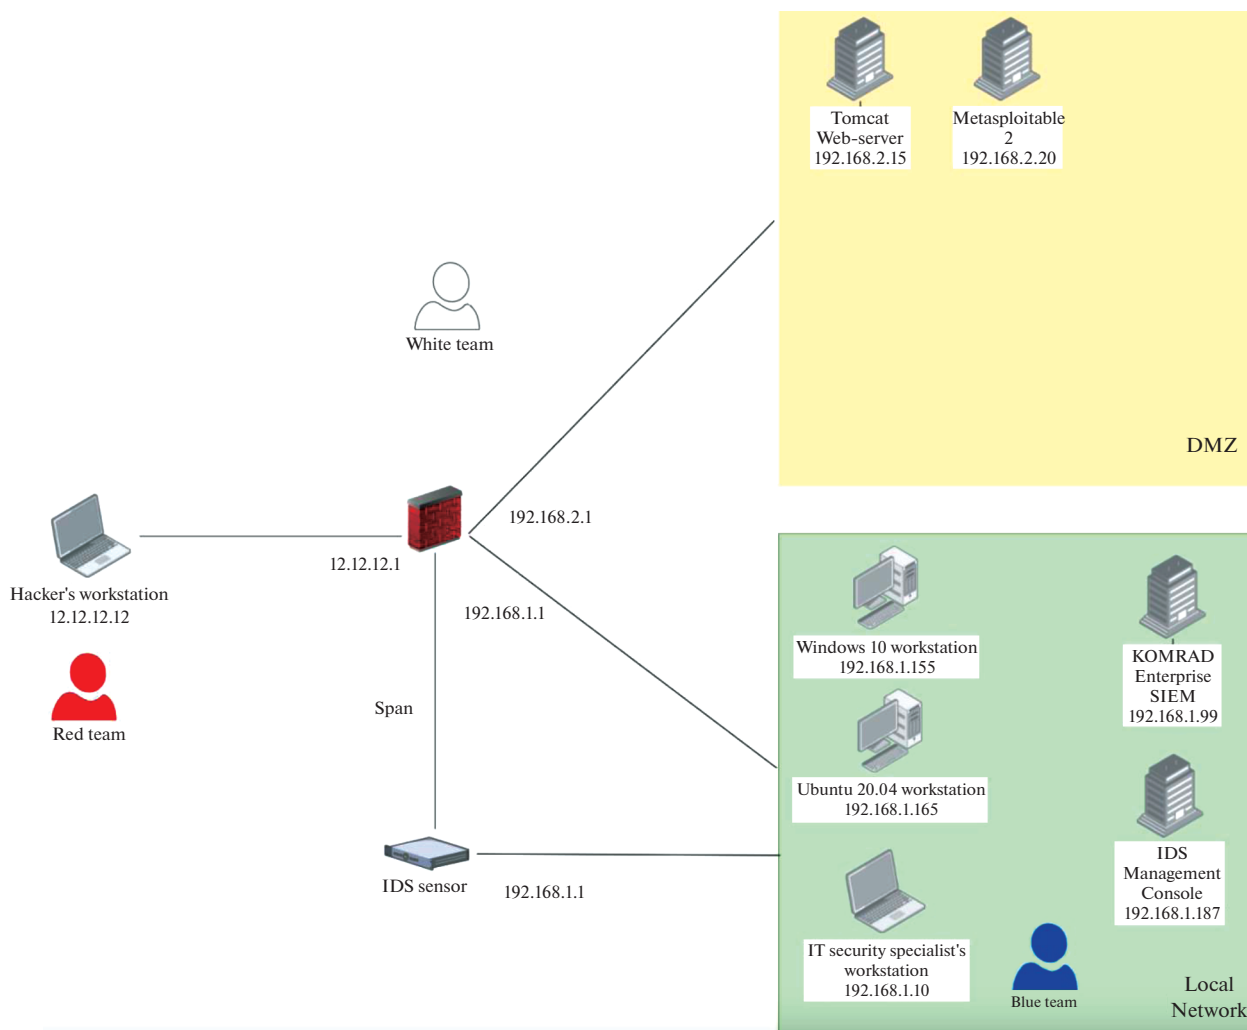 Tomcat
Web-server
192.168.2.15
Metasploitable
2
192.168.2.20
White team
DMZ
192.168.2.1
12.12.12.1
192.168.1.1
Hacker's workstation
12.12.12.12
Red team
Span
IDS sensor
192.168.1.1
Windows 10 workstation
192.168.1.155
KOMRAD
Enterprise
SIEM
192.168.1.99
Ubuntu 20.04 workstation
192.168.1.165
IDS
Management
Console
192.168.1.187
IT security specialist's
workstation
192.168.1.10
Blue team
Local
Network